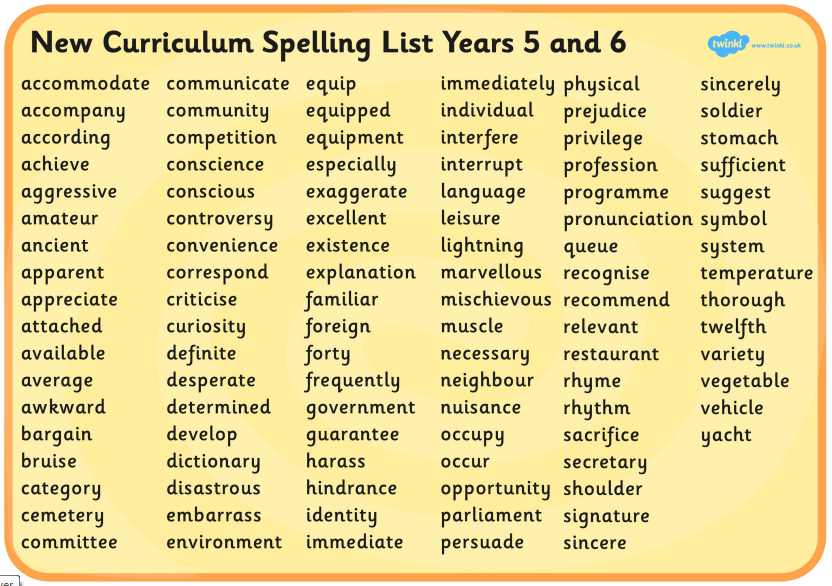 New Curriculum Spelling List Years 5 and 6
twinkl www.twinkl.co.uk
accommodate communicate equip immediately physical sincerely
accompany community equipped individual prejudice soldier
according competition equipment interfere privilege stomach
achieve conscience especially interrupt profession sufficient
aggressive conscious exaggerate language programme suggest
amateur controversy excellent leisure pronunciation symbol
ancient convenience existence lightning queue system
apparent correspond explanation marvellous recognise temperature
appreciate criticise familiar mischievous recommend thorough
attached curiosity foreign muscle relevant twelfth
available definite forty necessary restaurant variety
average desperate frequently neighbour rhyme vegetable
awkward determined government nuisance rhythm vehicle
bargain develop guarantee occupy sacrifice yacht
bruise dictionary harass occur secretary
category disastrous hindrance opportunity shoulder
cemetery embarrass identity parliament signature
committee environment immediate persuade sincere